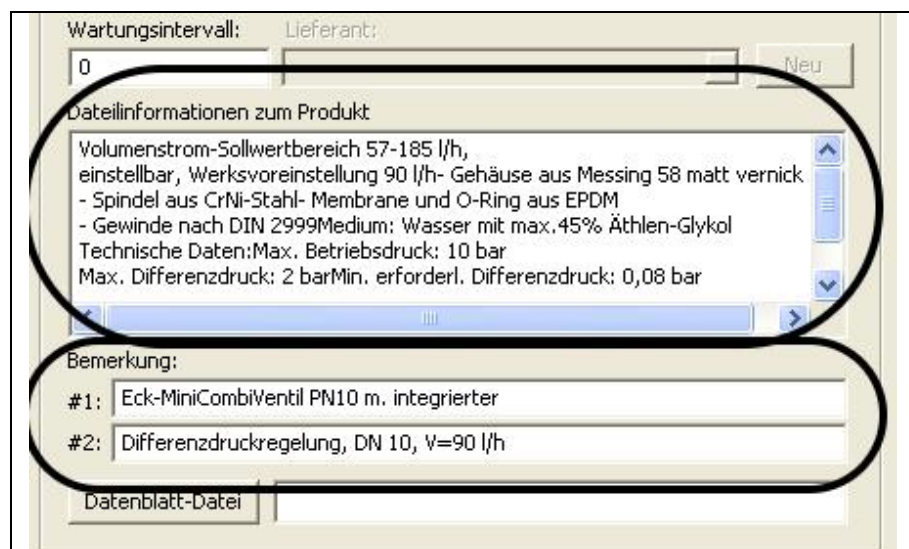 Wartungsintervall: Lieferant:
0 Neu
Dateilinformationen zum Produkt
Volumenstrom-Sollwertbereich 57-185 l/h,
einstellbar, Werksvoreinstellung 90 l/h- Gehäuse aus Messing 58 matt vernick
- Spindel aus CrNi-Stahl- Membrane und O-Ring aus EPDM
- Gewinde nach DIN 2999Medium: Wasser mit max.45% Äthlen-Glykol
Technische Daten:Max. Betriebsdruck: 10 bar
Max. Differenzdruck: 2 barMin. erforderl. Differenzdruck: 0,08 bar
Bemerkung:
#1: Eck-MiniCombiVentil PN10 m. integrierter
#2: Differenzdruckregelung, DN 10, V=90 l/h
Datenblatt-Datei